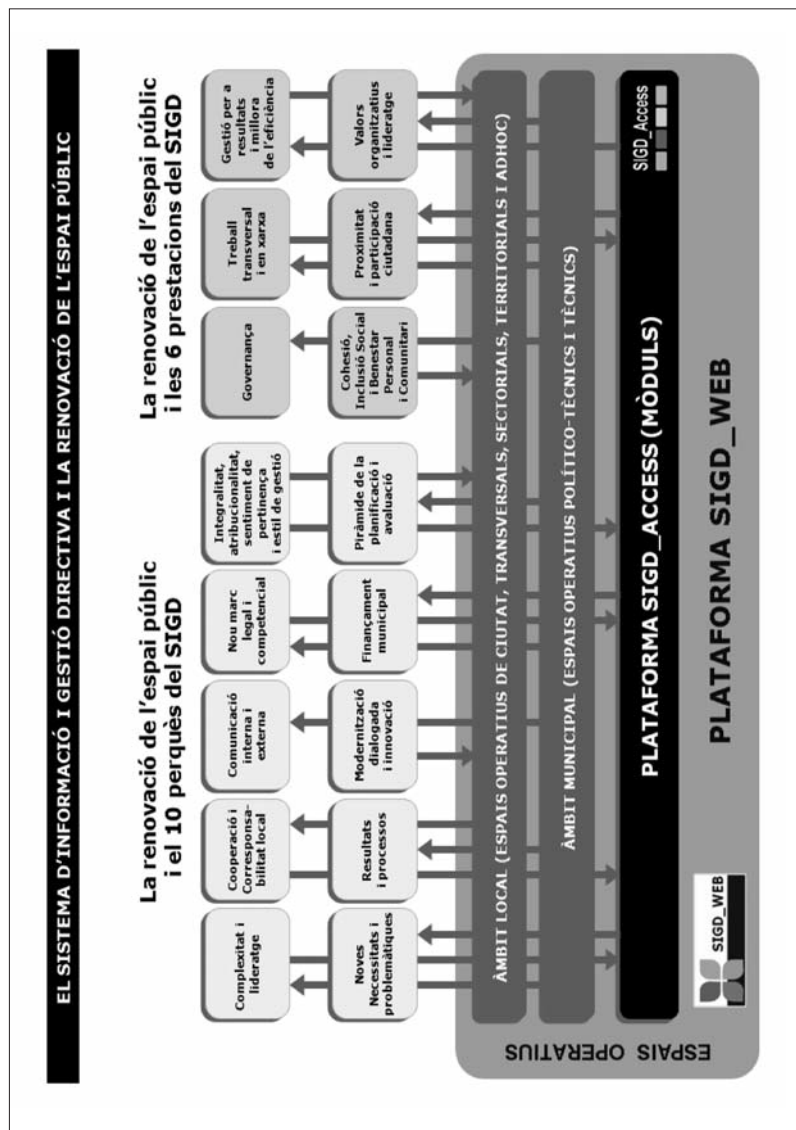 EL SISTEMA D'INFORMACIÓ I GESTIÓ DIRECTIVA I LA RENOVACIÓ DE L'ESPAI PÚBLIC
La renovació de l'espai públic
i el 10 perquès del SIGD
Complexitat i
lideratge
Cooperació i
Corresponsa-
bilitat local
Comunicació
interna i
externa
Nou marc
legal i
competencial
Integralitat,
atribucionalitat,
sentiment de
pertinença
i estil de gestió
Noves
Necessitats i
problemàtiques
Resultats
i processos
Modernització
dialogada
i innovació
Finançament
municipal
Piràmide de la
planificació i
avaluació
La renovació de l'espai públic
i les 6 prestacions del SIGD
Governança
Treball
transversal
i en xarxa
Gestió per a
resultats
i millora
de l'eficiència
Cohesió,
Inclusió Social
i Benestar
Personal
i Comunitari
Proximitat
i participació
ciutadana
Valors
organitzatius
i lideratge
ESPAIS OPERATIUS
ÀMBIT LOCAL (ESPAIS OPERATIUS DE CIUTAT, TRANSVERSALS, SECTORIALS, TERRITORIALS I ADHOC)
ÀMBIT MUNICIPAL (ESPAIS OPERATIUS POLÍTICO-TÈCNICS I TÈCNICS)
PLATAFORMA SIGD_ACCESS (MÒDULS)
SIGD_Access
SIGD_WEB
PLATAFORMA SIGD_WEB